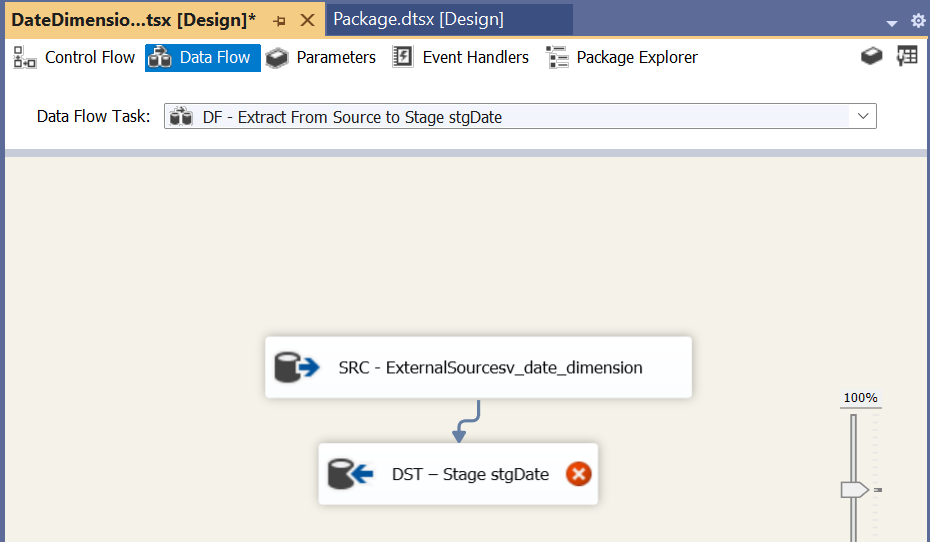 DateDimensio...tsx [Design]*
Package.dtsx [Design]
Control Flow
Data Flow
Parameters
Event Handlers
Package Explorer
Data Flow Task:
DF - Extract From Source to Stage stgDate
SRC - ExternalSourcesv_date_dimension
100%
DST – Stage stgDate